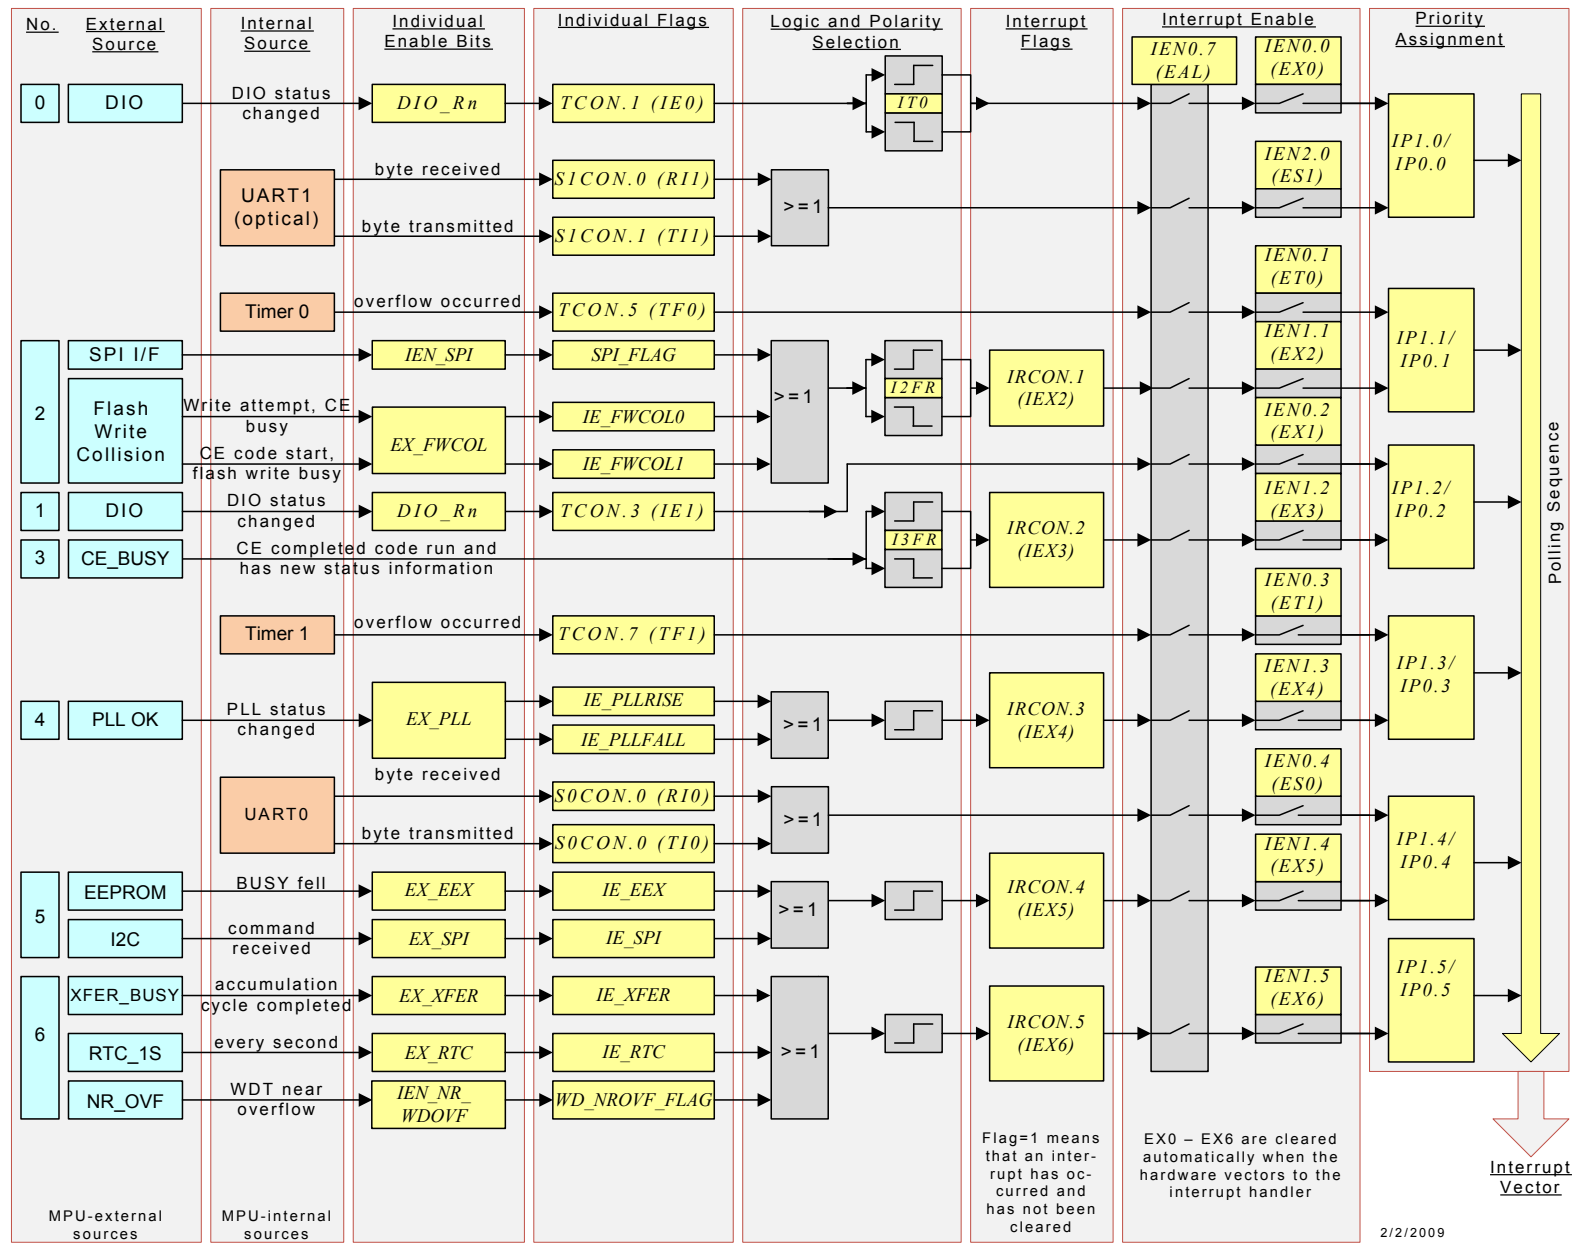 No.
External
Source
Internal
Source
Individual
Enable Bits
Individual Flags
Logic and Polarity
Selection
Interrupt
Flags
Interrupt Enable
Priority
Assignment
IEN0.7
(EAL)
IEN0.0
(EX0)
0
DIO
DIO status
changed
DIO_Rn
TCON.1 (IE0)
IT0
IP1.0/
IP0.0
UART1
(optical)
byte received
S1CON.0 (RI1)
byte transmitted
S1CON.1 (TI1)
>=1
IEN2.0
(ES1)
Timer 0
overflow occurred
TCON.5 (TF0)
IEN0.1
(ET0)
IP1.1/
IP0.1
2
SPI I/F
IEN_SPI
SPI_FLAG
Flash
Write
Collision
Write attempt, CE
busy
CE code start,
flash write busy
EX_FWCOL
IE_FWCOL0
IE_FWCOL1
>=1
I2FR
IRCON.1
(IEX2)
IEN1.1
(EX2)
1
DIO
DIO status
changed
DIO_Rn
TCON.3 (IE1)
IEN0.2
(EX1)
IP1.2/
IP0.2
3
CE_BUSY
CE completed code run and
has new status information
I3FR
IRCON.2
(IEX3)
IEN1.2
(EX3)
Polling Sequence
Timer 1
overflow occurred
TCON.7 (TF1)
IEN0.3
(ET1)
IP1.3/
IP0.3
4
PLL OK
PLL status
changed
EX_PLL
IE_PLLRISE
IE_PLLFALL
>=1
IRCON.3
(IEX4)
IEN1.3
(EX4)
UART0
byte received
S0CON.0 (RI0)
byte transmitted
S0CON.0 (TI0)
>=1
IEN0.4
(ES0)
IP1.4/
IP0.4
5
EEPROM
BUSY fell
EX_EEX
IE_EEX
I2C
command
received
EX_SPI
IE_SPI
>=1
IRCON.4
(IEX5)
IEN1.4
(EX5)
6
XFER_BUSY
accumulation
cycle completed
EX_XFER
IE_XFER
RTC_1S
every second
EX_RTC
IE_RTC
NR_OVF
WDT near
overflow
IEN_NR_
WDOVF
WD_NROVF_FLAG
>=1
IRCON.5
(IEX6)
IEN1.5
(EX6)
IP1.5/
IP0.5
Flag=1 means
that an inter-
rupt has oc-
curred and
has not been
cleared
EX0 – EX6 are cleared
automatically when the
hardware vectors to the
interrupt handler
Interrupt
Vector
MPU-external
sources
MPU-internal
sources
2/2/2009